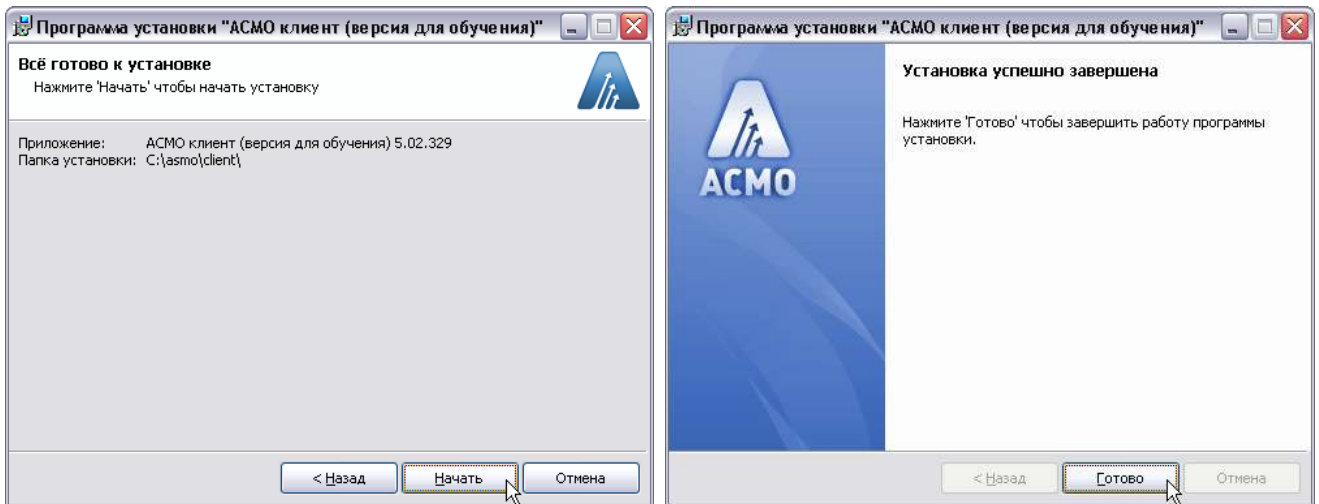 Программа установки "АСМО клиент (версия для обучения)"
Всё готово к установке
Нажмите 'Начать' чтобы начать установку
Приложение: АСМО клиент (версия для обучения) 5.02.329
Папка установки: C:\asmo\client\
< Назад Начать Отмена
Программа установки "АСМО клиент (версия для обучения)"
АСМО
Установка успешно завершена
Нажмите 'Готово' чтобы завершить работу программы
установки.
< Назад Готово Отмена